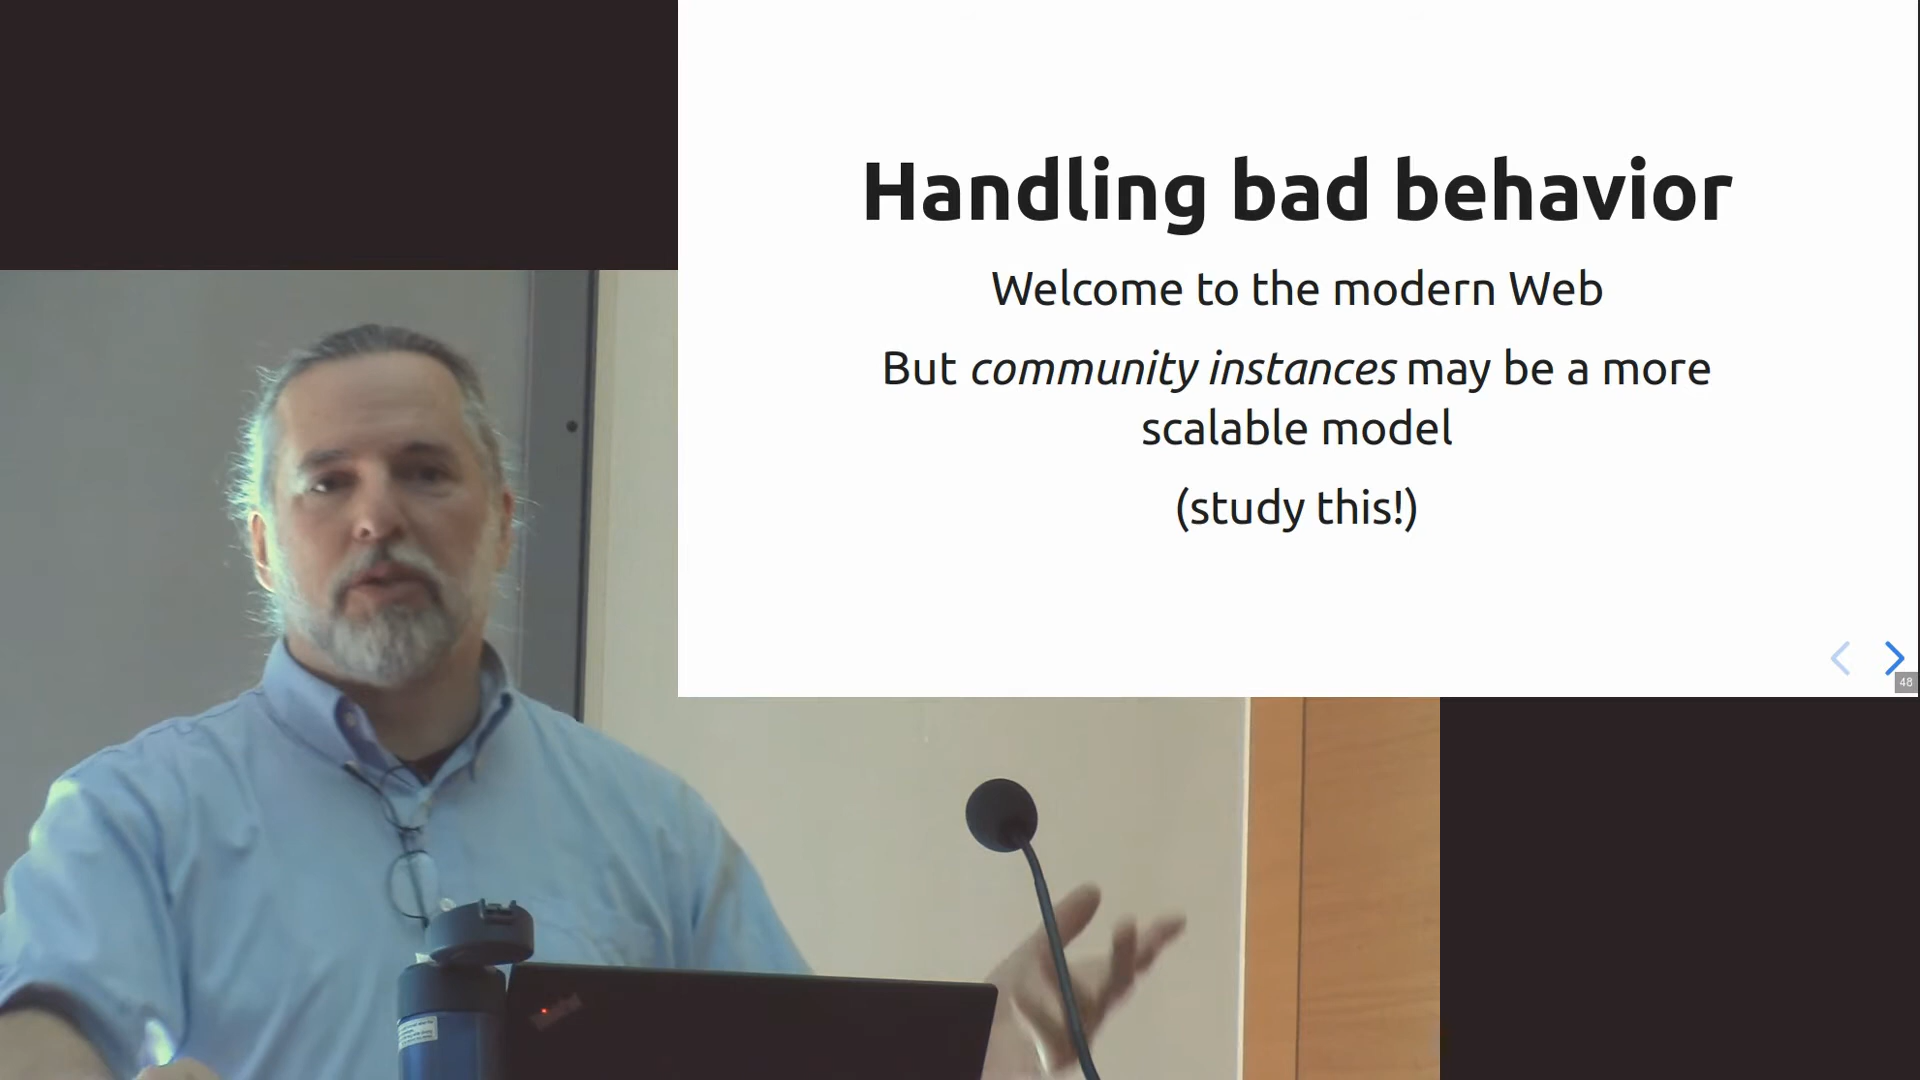 Handling bad behavior
Welcome to the modern Web
But community instances may be a more
scalable model
(study this!)
48